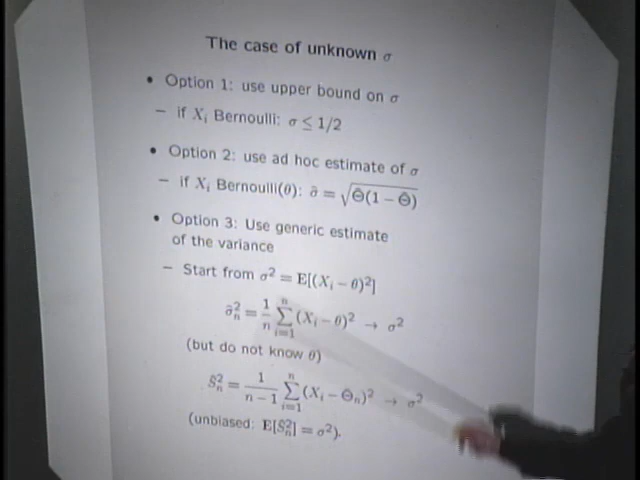 The case of unknown σ
• Option 1: use upper bound on σ
– if Xᵢ Bernoulli: σ ≤ 1/2
• Option 2: use ad hoc estimate of σ
– if Xᵢ Bernoulli(θ): σ̂ = √(Θ̂(1 − Θ̂))
• Option 3: Use generic estimate
of the variance
– Start from σ² = E[(Xᵢ − θ)²]
σ̂ₙ² = 1/n ∑ᵢ₌₁ⁿ (Xᵢ − θ)² → σ²
(but do not know θ)
Ŝₙ² = 1/(n − 1) ∑ᵢ₌₁ⁿ (Xᵢ − Θ̂ₙ)² → σ²
(unbiased: E[Ŝₙ²] = σ²).